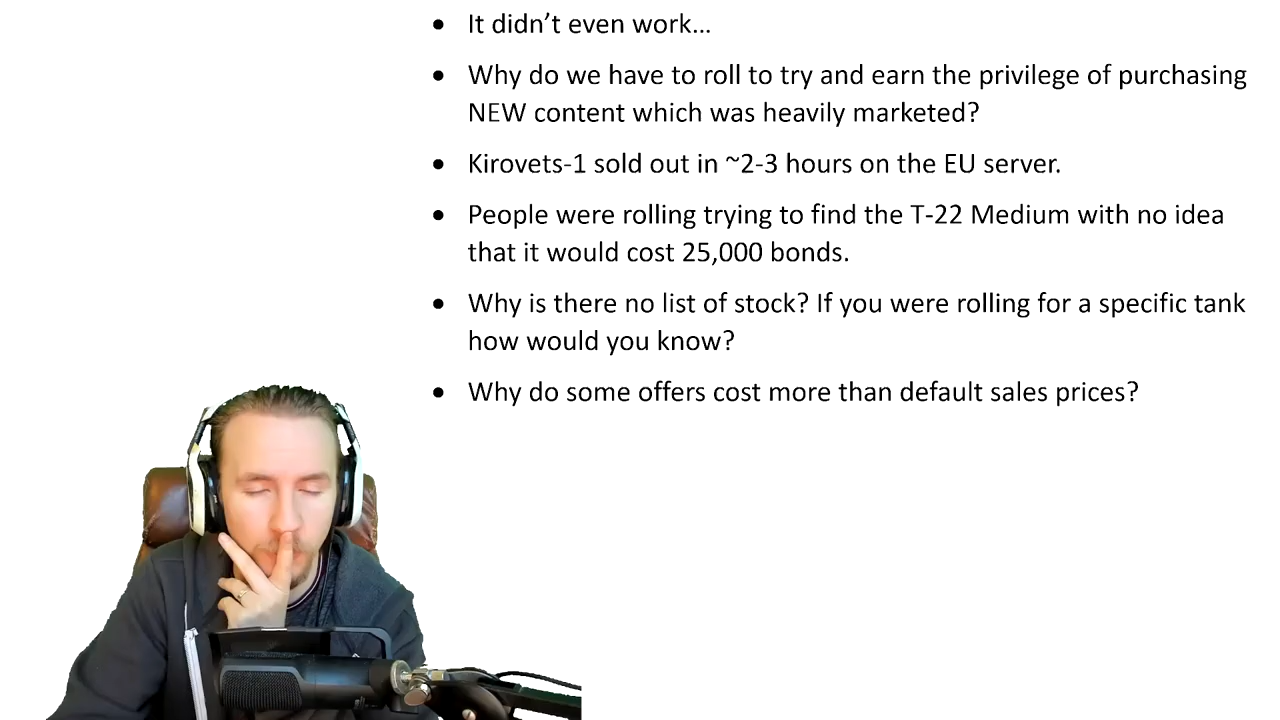 • It didn’t even work…
• Why do we have to roll to try and earn the privilege of purchasing
NEW content which was heavily marketed?
• Kirovets-1 sold out in ~2-3 hours on the EU server.
• People were rolling trying to find the T-22 Medium with no idea
that it would cost 25,000 bonds.
• Why is there no list of stock? If you were rolling for a specific tank
how would you know?
• Why do some offers cost more than default sales prices?